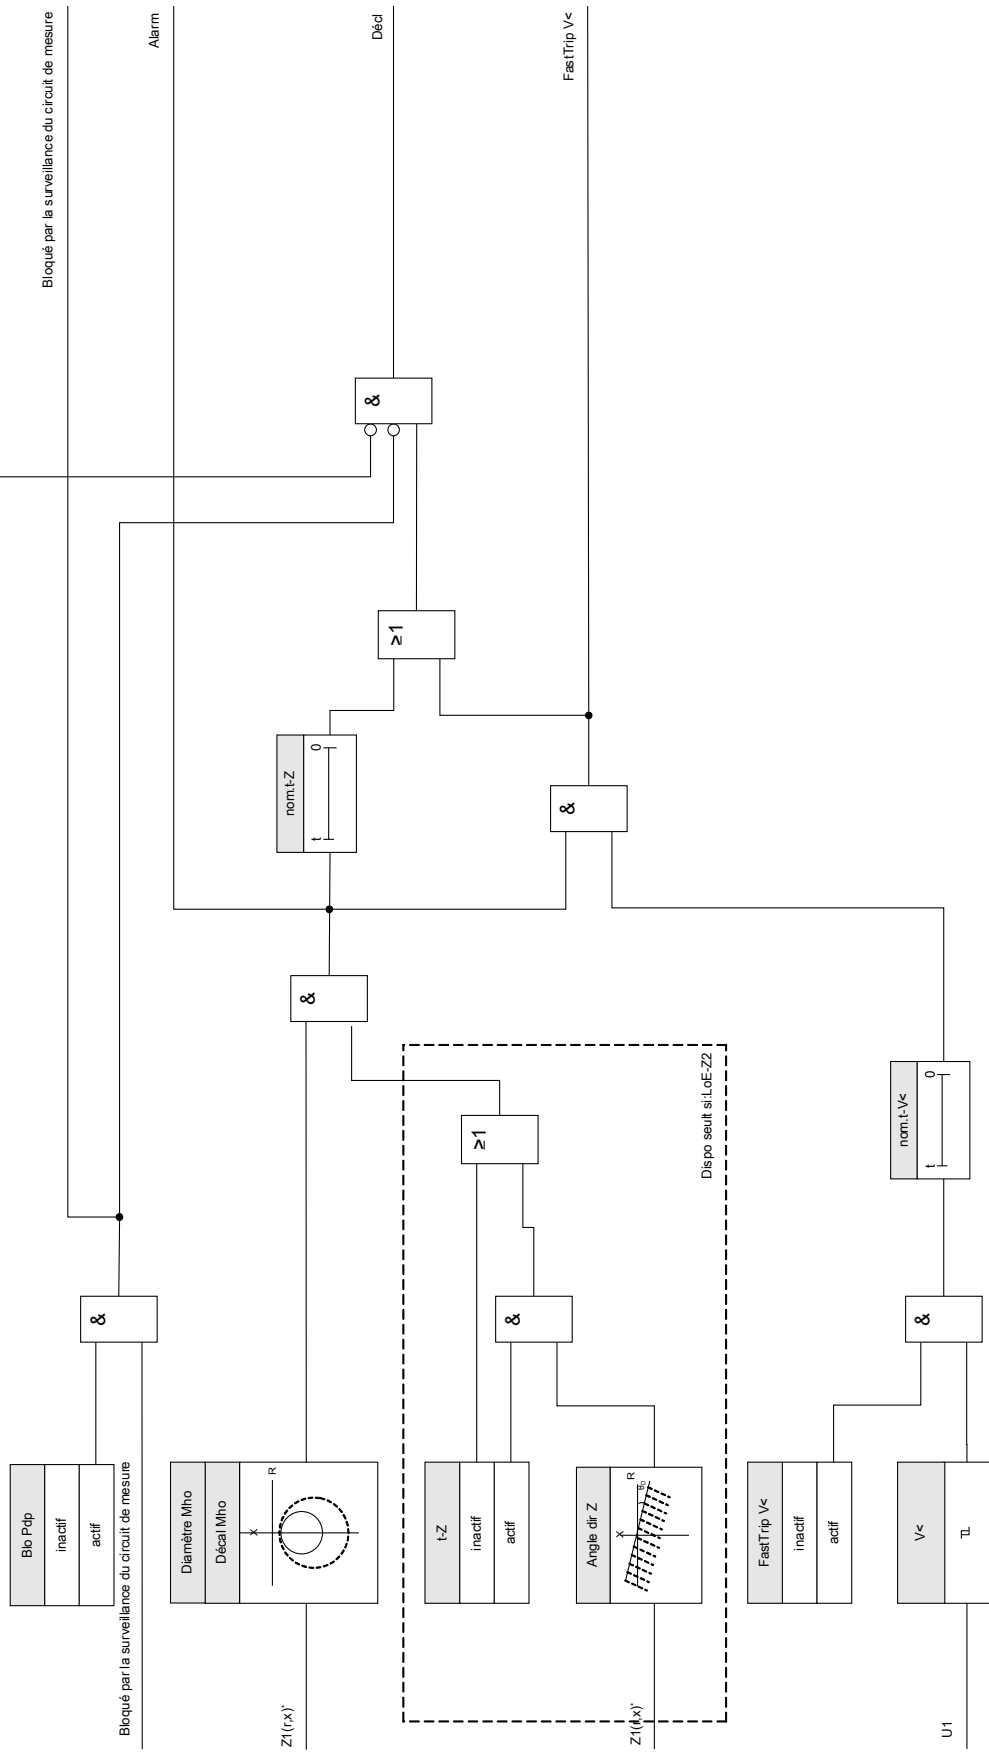 Bloqué par la surveillance du circuit de mesure
Alarm
Décl
FastTrip V<
&
≥1
nom.t-Z
t
0
&
&
Dispo seult si:LoE-Z2
≥1
nom.t-V<
t
0
&
&
&
Blo Pdp
inactif
actif
Bloqué par la surveillance du circuit de mesure
Diamètre Mho
Décal Mho
X
R
Z1(r,x)'
t-Z
inactif
actif
Angle dir Z
X
R
Z1(r,x)'
FastTrip V<
inactif
actif
V<
U1